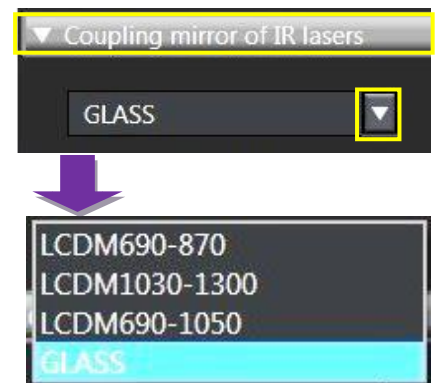 Coupling mirror of IR lasers
GLASS
LCDM690-870
LCDM1030-1300
LCDM690-1050
GLASS